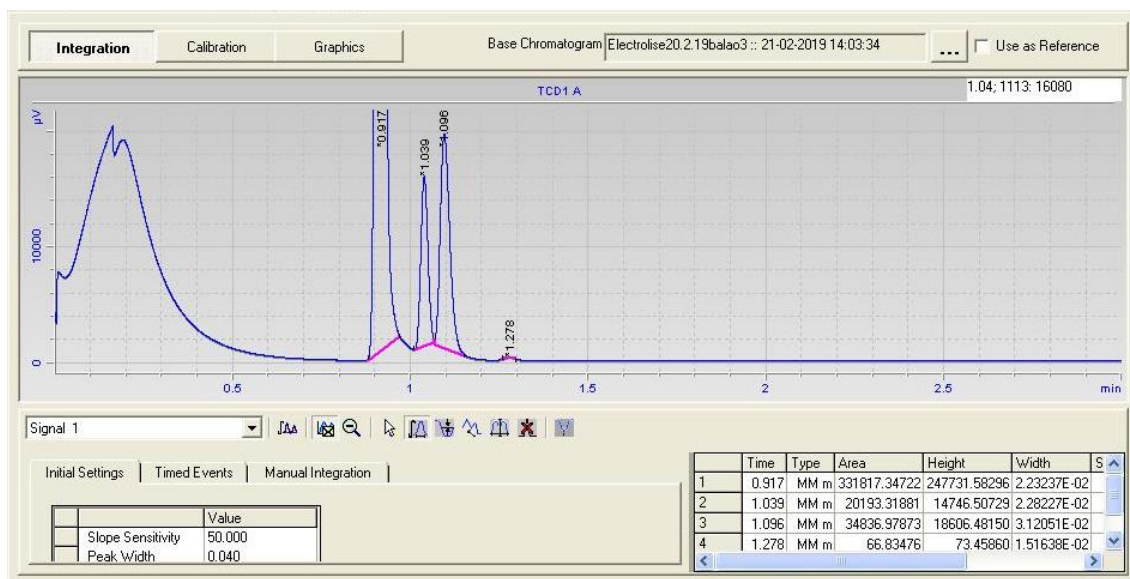 Integration Calibration Graphics Base Chromatogram Electrolise20.2.19balao3 :: 21-02-2019 14:03:34 ... Use as Reference
TCD1 A 1.04; 1113: 16080
µV
10000
0
*0.917
*1.039
*1.096
*1.278
0.5 1 1.5 2 2.5 min
Signal 1
Initial Settings Timed Events Manual Integration
Value
Slope Sensitivity 50.000
Peak Width 0.040
Time Type Area Height Width S
1 0.917 MM m 331817.34722 247731.58296 2.23237E-02
2 1.039 MM m 20193.31881 14746.50729 2.28227E-02
3 1.096 MM m 34836.97873 18606.48150 3.12051E-02
4 1.278 MM m 66.83476 73.45860 1.51638E-02